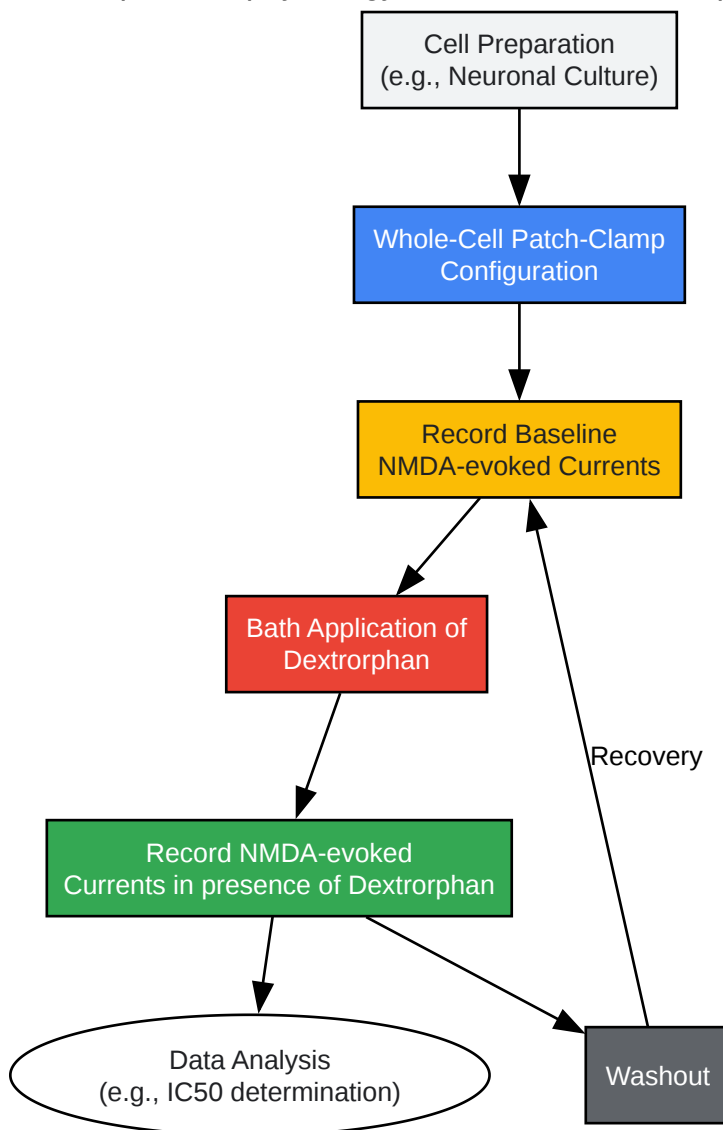 Cell Preparation
(e.g., Neuronal Culture)
Whole-Cell Patch-Clamp
Configuration
Record Baseline
NMDA-evoked Currents
Bath Application of
Dextrorphan
Recovery
Record NMDA-evoked
Currents in presence of Dextrorphan
Data Analysis
(e.g., IC50 determination)
Washout